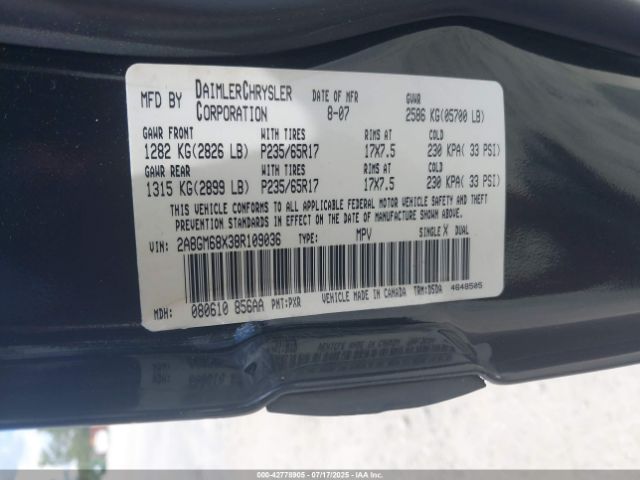 MFD BY DAIMLERCHRYSLER CORPORATION DATE OF MFR 8-07 GVWR 2586 KG(05700 LB)
GAWR FRONT WITH TIRES RIMS AT COLD
1282 KG(2826 LB) P235/65R17 17X7.5 230 KPA( 33 PSI)
GAWR REAR WITH TIRES RIMS AT COLD
1315 KG(2899 LB) P235/65R17 17X7.5 230 KPA( 33 PSI)
THIS VEHICLE CONFORMS TO ALL APPLICABLE FEDERAL MOTOR VEHICLE SAFETY AND THEFT
PREVENTION STANDARDS IN EFFECT ON THE DATE OF MANUFACTURE SHOWN ABOVE.
VIN: 2A8GM68X38R109036 TYPE: MPV SINGLE X DUAL
MDH: 080610 856AA PNT:PXR VEHICLE MADE IN CANADA TRM:D5DA 4648505
000-42778905 - 07/17/2025 - IAAI.COM